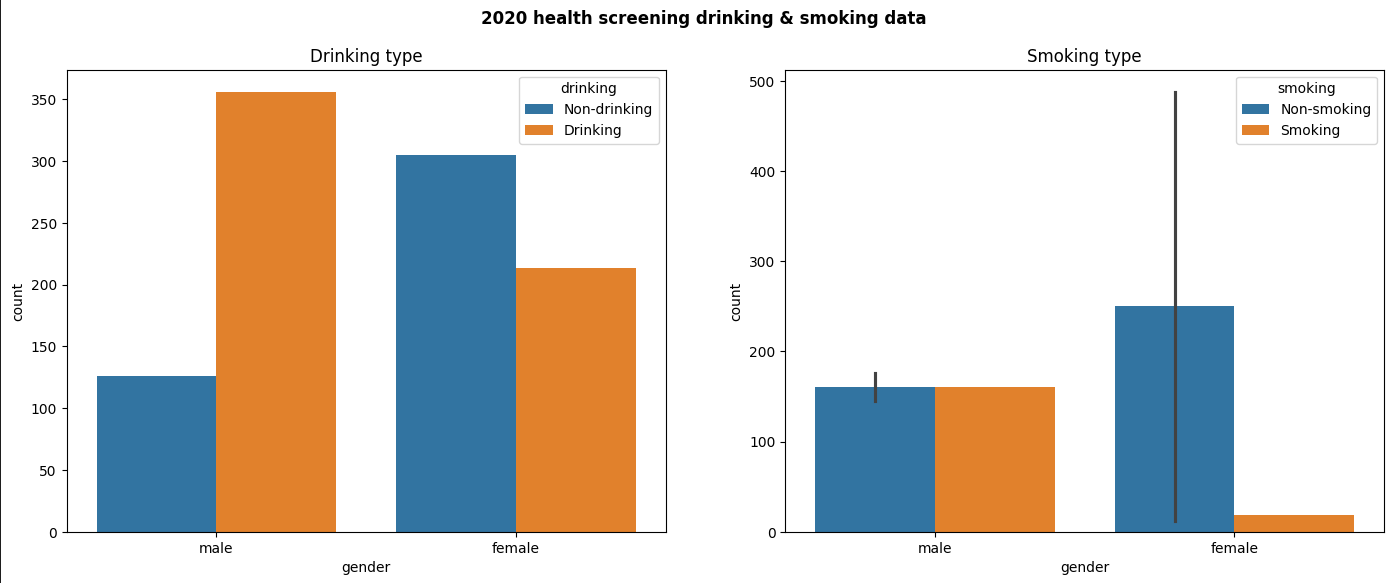 2020 health screening drinking & smoking data
Drinking type
drinking
Non-drinking
Drinking
350
300
250
200
150
100
50
0
count
male
female
gender
Smoking type
smoking
Non-smoking
Smoking
500
400
300
200
100
0
count
male
female
gender